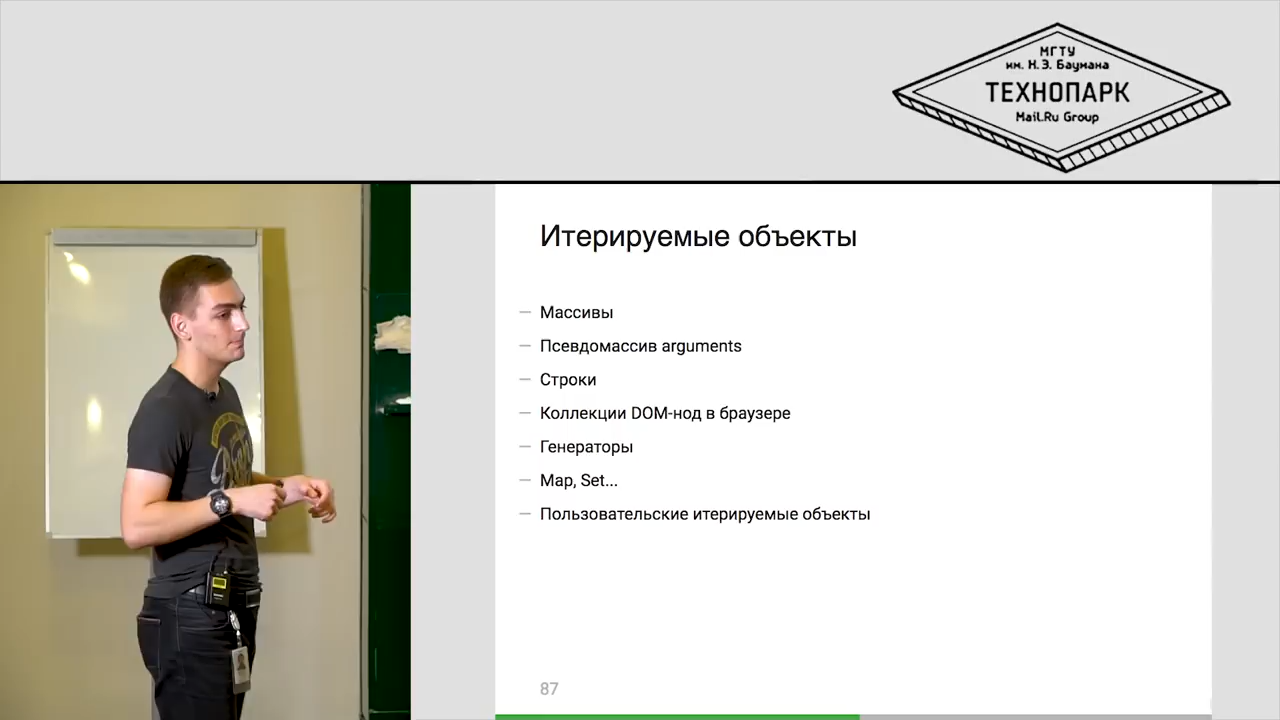 МГТУ
им. Н.Э. Баумана
ТЕХНОПАРК
Mail.Ru Group
Итерируемые объекты
— Массивы
— Псевдомассив arguments
— Строки
— Коллекции DOM-нод в браузере
— Генераторы
— Map, Set...
— Пользовательские итерируемые объекты
87